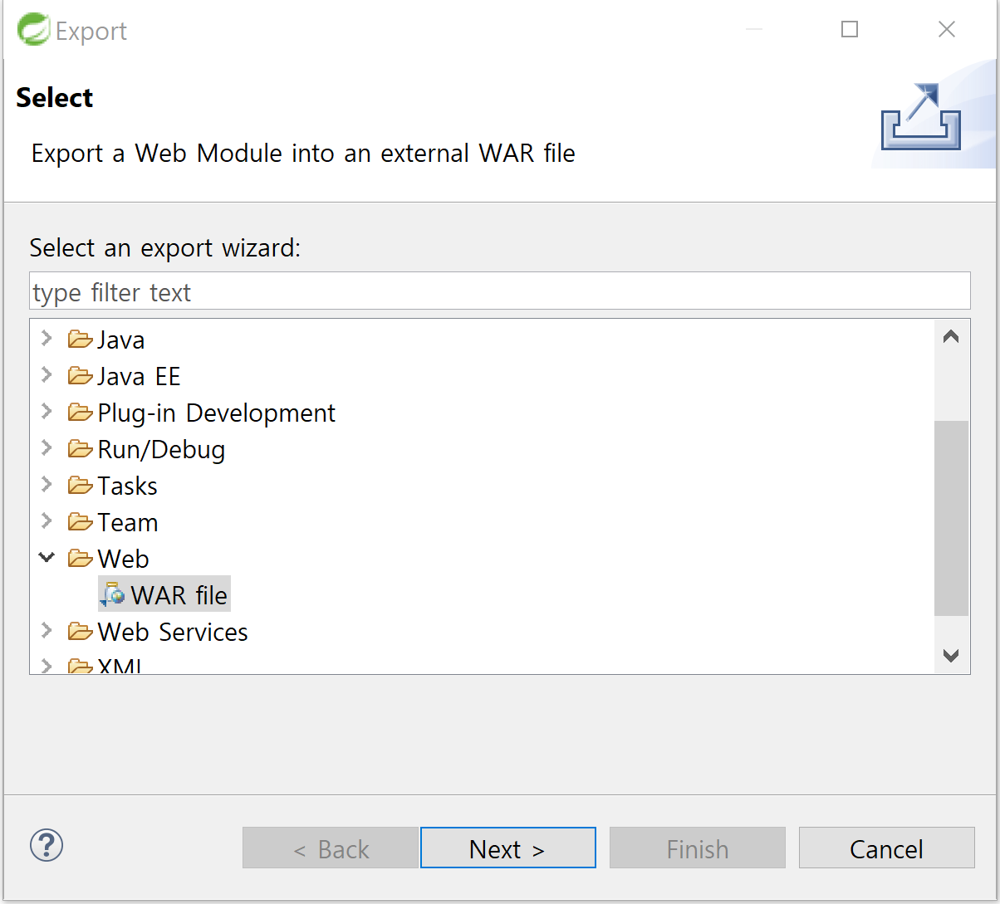 Export
Select
Export a Web Module into an external WAR file
Select an export wizard:
type filter text
Java
Java EE
Plug-in Development
Run/Debug
Tasks
Team
Web
WAR file
Web Services
XML
?
< Back Next > Finish Cancel